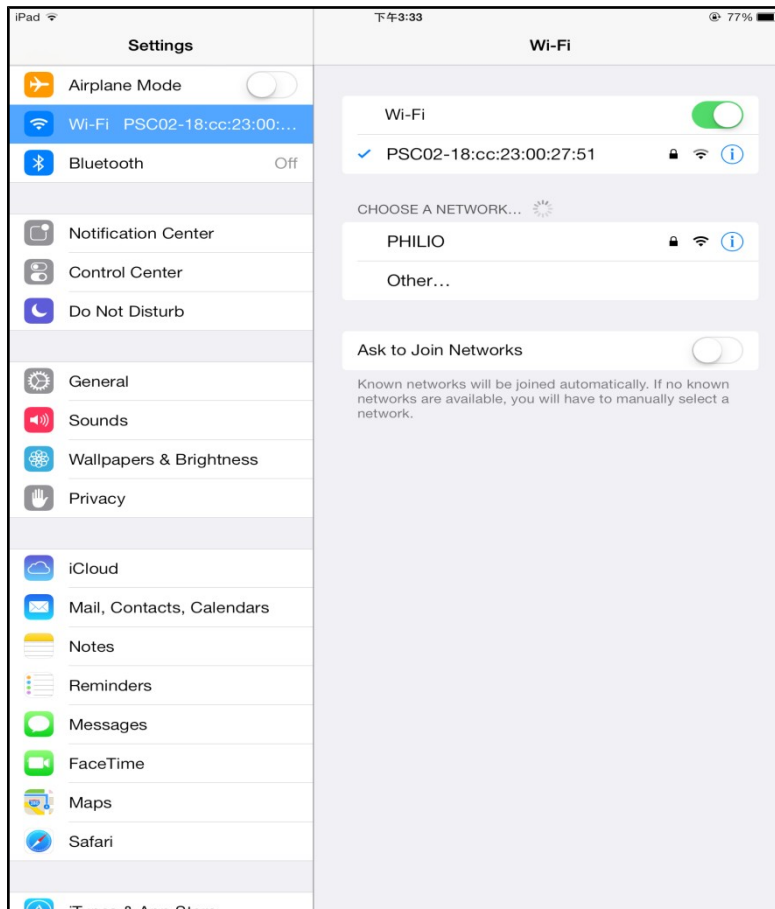 iPad 下午3:33 77%
Settings
Airplane Mode
Wi-Fi PSC02-18:cc:23:00:...
Bluetooth Off
Notification Center
Control Center
Do Not Disturb
General
Sounds
Wallpapers & Brightness
Privacy
iCloud
Mail, Contacts, Calendars
Notes
Reminders
Messages
FaceTime
Maps
Safari
iTunes & App Store
Wi-Fi
Wi-Fi
PSC02-18:cc:23:00:27:51
CHOOSE A NETWORK...
PHILIO
Other...
Ask to Join Networks
Known networks will be joined automatically. If no known
networks are available, you will have to manually select a
network.